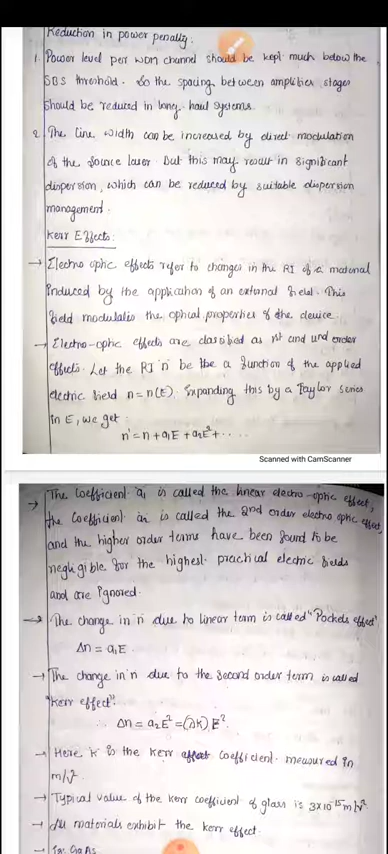 Reduction in power penalty:
1. Power level per WDM channel should be kept much below the
SBS threshold. So the spacing between amplifier stages
should be reduced in long haul systems.
2. The line width can be increased by direct modulation
of the source laser. But this may result in significant
dispersion, which can be reduced by suitable dispersion
management.
Kerr Effects:
→ Electro optic effects refer to changes in the RI of a material
induced by the application of an external field. This
field modulates the optical properties of the device.
→ Electro-optic effects are classified as 1st and 2nd order
effects. Let the RI 'n' be the a function of the applied
electric field n = n(E). Expanding this by a Taylor series
in E, we get:
n' = n + a₁E + a₂E² + ....
Scanned with CamScanner
→ The coefficient a₁ is called the linear electro-optic effect,
the coefficient a₂ is called the 2nd order electro optic effect,
and the higher order terms have been found to be
negligible for the highest practical electric fields
and are ignored.
→ The change in 'n' due to linear term is called "Pockels effect"
Δn = a₁E.
→ The change in 'n' due to the second order term is called
"Kerr effect".
∴ Δn = a₂E² = (λK) E².
→ Here K is the Kerr effect coefficient measured in
m/V².
→ Typical value of the Kerr coefficient of glass is 3×10⁻¹⁵ m/V².
→ All materials exhibit the Kerr effect.
GaAs